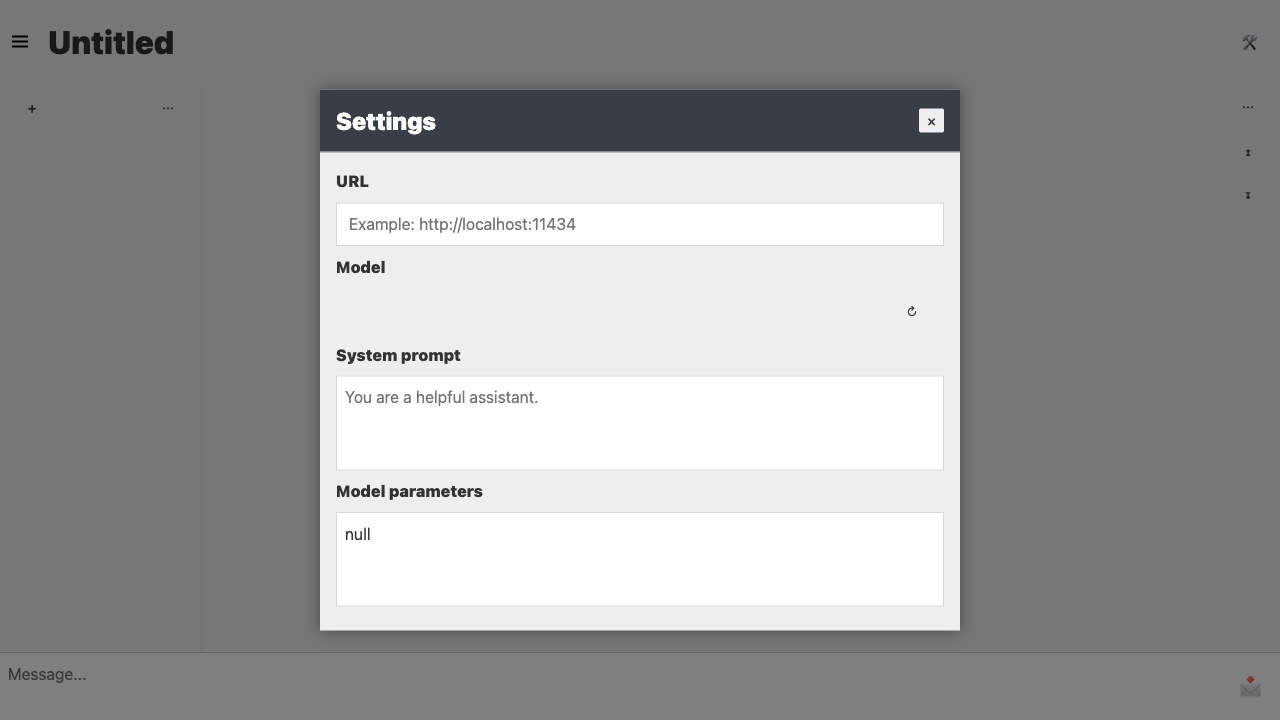 Untitled
+
...
...
Settings
×
URL
Example: http://localhost:11434
Model
↻
System prompt
You are a helpful assistant.
Model parameters
null
↥
↧
Message...